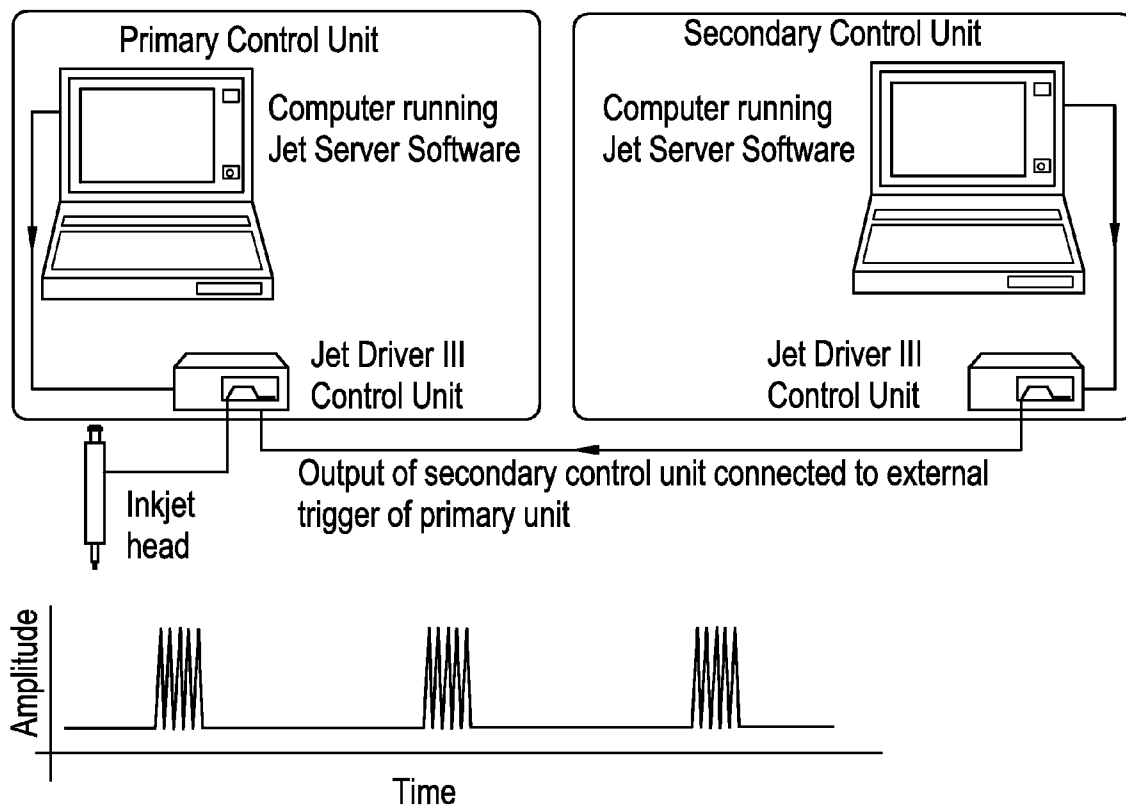 Primary Control Unit
Computer running
Jet Server Software
Jet Driver III
Control Unit
Secondary Control Unit
Computer running
Jet Server Software
Jet Driver III
Control Unit
Inkjet
head
Output of secondary control unit connected to external
trigger of primary unit
Amplitude
Time